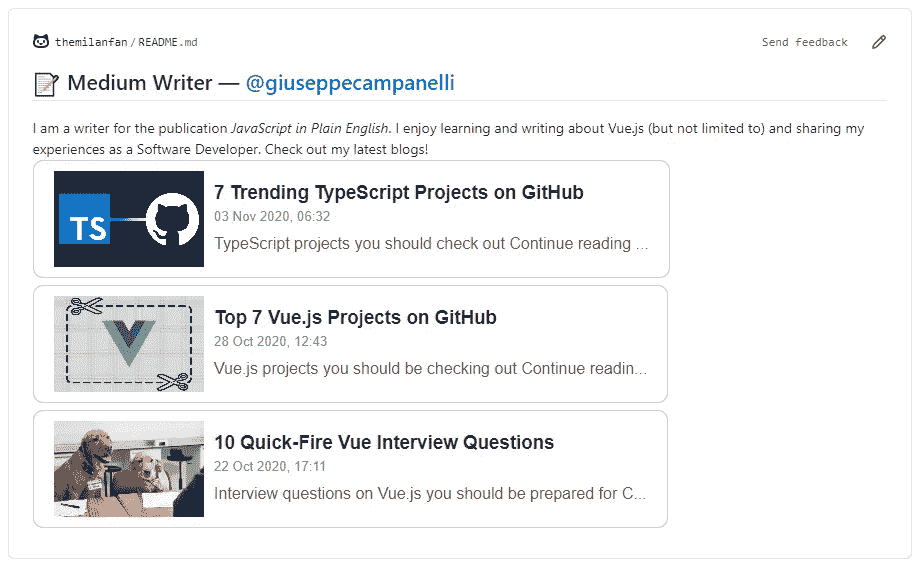 themilanfan/README.md
Send feedback
Medium Writer — @giuseppecampanelli
I am a writer for the publication JavaScript in Plain English. I enjoy learning and writing about Vue.js (but not limited to) and sharing my
experiences as a Software Developer. Check out my latest blogs!
TS
7 Trending TypeScript Projects on GitHub
03 Nov 2020, 06:32
TypeScript projects you should check out Continue reading ...
Top 7 Vue.js Projects on GitHub
28 Oct 2020, 12:43
Vue.js projects you should be checking out Continue readin...
10 Quick-Fire Vue Interview Questions
22 Oct 2020, 17:11
Interview questions on Vue.js you should be prepared for C...